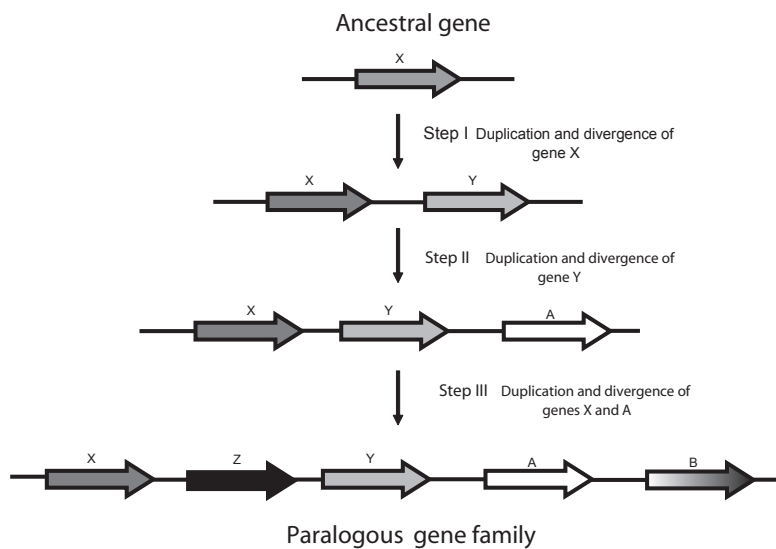 Ancestral gene
X
Step I Duplication and divergence of
gene X
X Y
Step II Duplication and divergence of
gene Y
X Y A
Step III Duplication and divergence of
genes X and A
X Z Y A B
Paralogous gene family